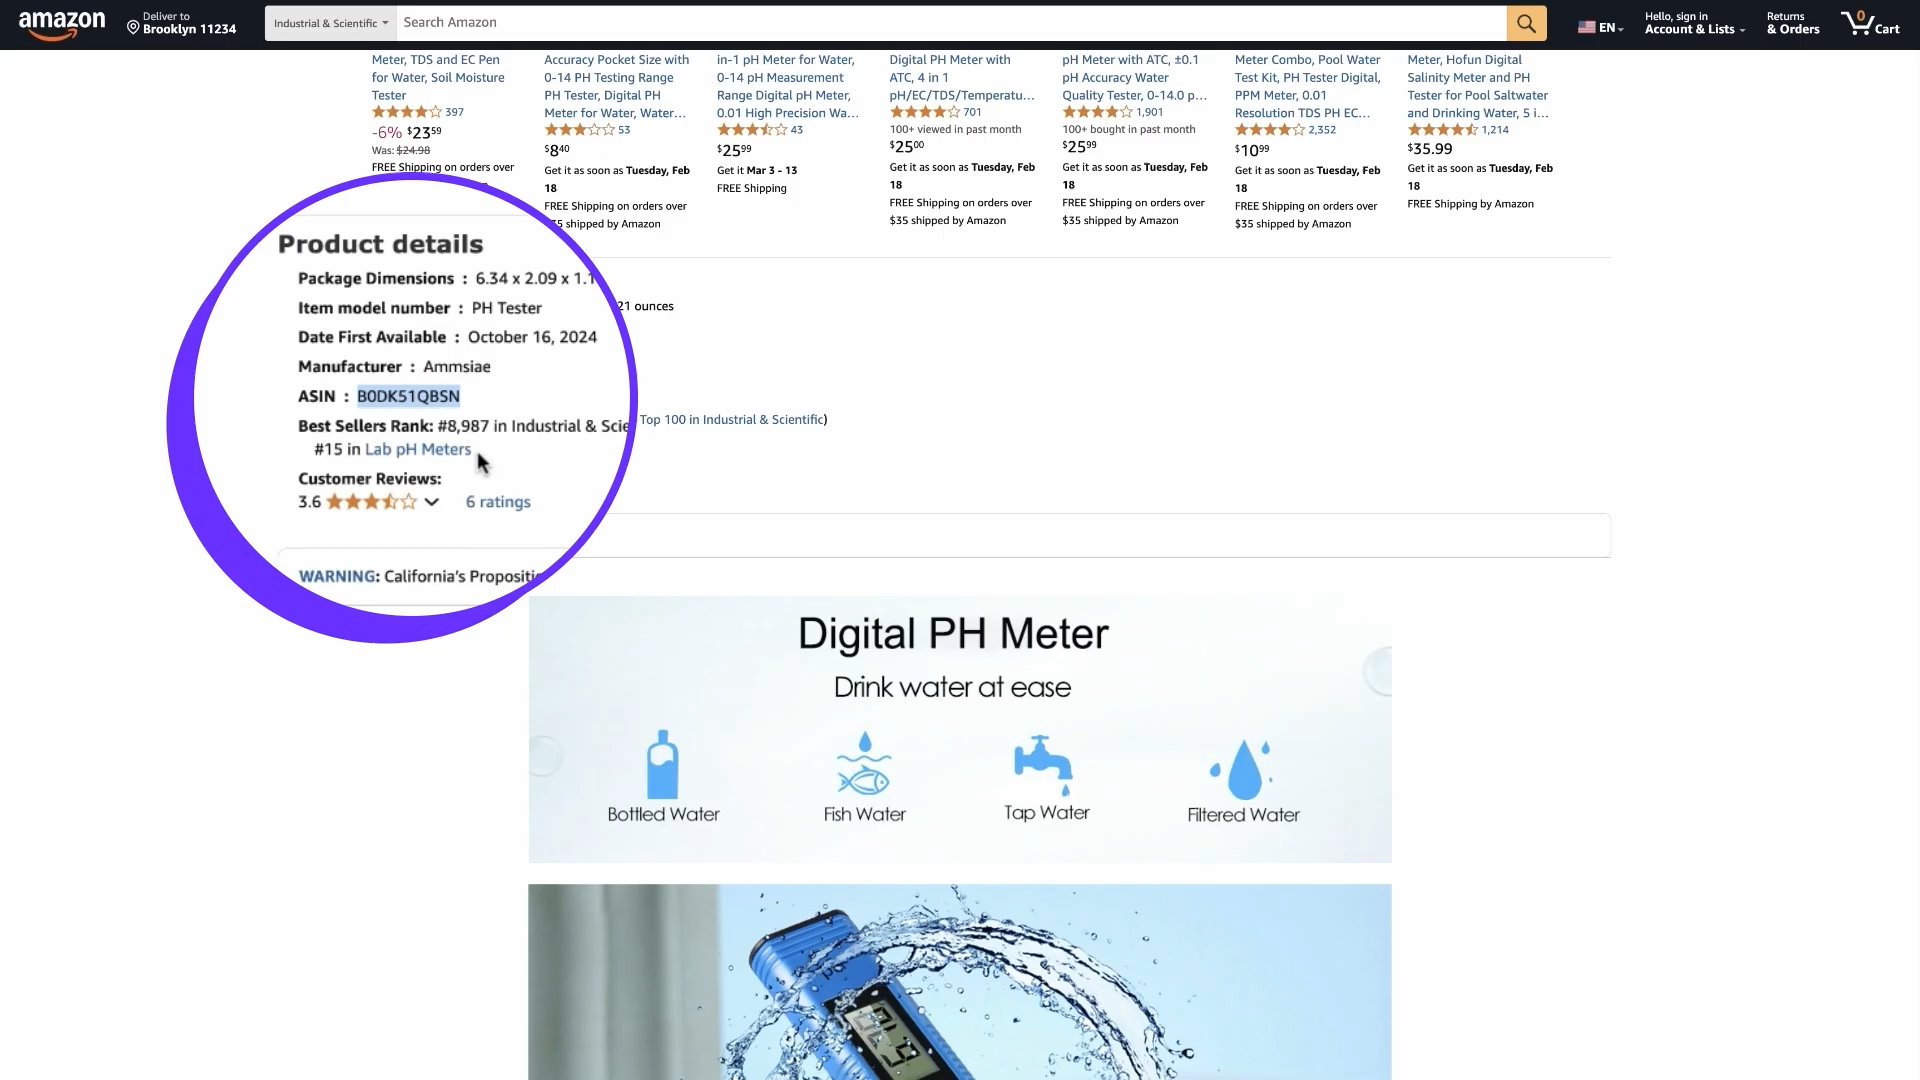 amazon
Deliver to
Brooklyn 11234
Industrial & Scientific
Search Amazon
EN
Hello, sign in
Account & Lists
Returns
& Orders
0
Cart
Meter, TDS and EC Pen
for Water, Soil Moisture
Tester
397
-6% $23⁵⁹
Was: $24.98
FREE Shipping on orders over
Accuracy Pocket Size with
0-14 PH Testing Range
PH Tester, Digital PH
Meter for Water, Water…
53
$8⁴⁰
Get it as soon as Tuesday, Feb
18
FREE Shipping on orders over
$35 shipped by Amazon
in-1 pH Meter for Water,
0-14 pH Measurement
Range Digital pH Meter,
0.01 High Precision Wa…
43
$25⁹⁹
Get it Mar 3 - 13
FREE Shipping
Digital PH Meter with
ATC, 4 in 1
pH/EC/TDS/Temperatu…
701
100+ viewed in past month
$25⁰⁰
Get it as soon as Tuesday, Feb
18
FREE Shipping on orders over
$35 shipped by Amazon
pH Meter with ATC, ±0.1
pH Accuracy Water
Quality Tester, 0-14.0 p…
1,901
100+ bought in past month
$25⁹⁹
Get it as soon as Tuesday, Feb
18
FREE Shipping on orders over
$35 shipped by Amazon
Meter Combo, Pool Water
Test Kit, PH Tester Digital,
PPM Meter, 0.01
Resolution TDS PH EC…
2,352
$10⁹⁹
Get it as soon as Tuesday, Feb
18
FREE Shipping on orders over
$35 shipped by Amazon
Meter, Hofun Digital
Salinity Meter and PH
Tester for Pool Saltwater
and Drinking Water, 5 i…
1,214
$35.99
Get it as soon as Tuesday, Feb
18
FREE Shipping by Amazon
Product details
Package Dimensions : 6.34 x 2.09 x 1.1
21 ounces
Item model number : PH Tester
Date First Available : October 16, 2024
Manufacturer : Ammsiae
ASIN : B0DK51QBSN
Best Sellers Rank: #8,987 in Industrial & Scie
Top 100 in Industrial & Scientific)
#15 in Lab pH Meters
Customer Reviews:
3.6 6 ratings
WARNING: California's Propositi
Digital PH Meter
Drink water at ease
Bottled Water
Fish Water
Tap Water
Filtered Water